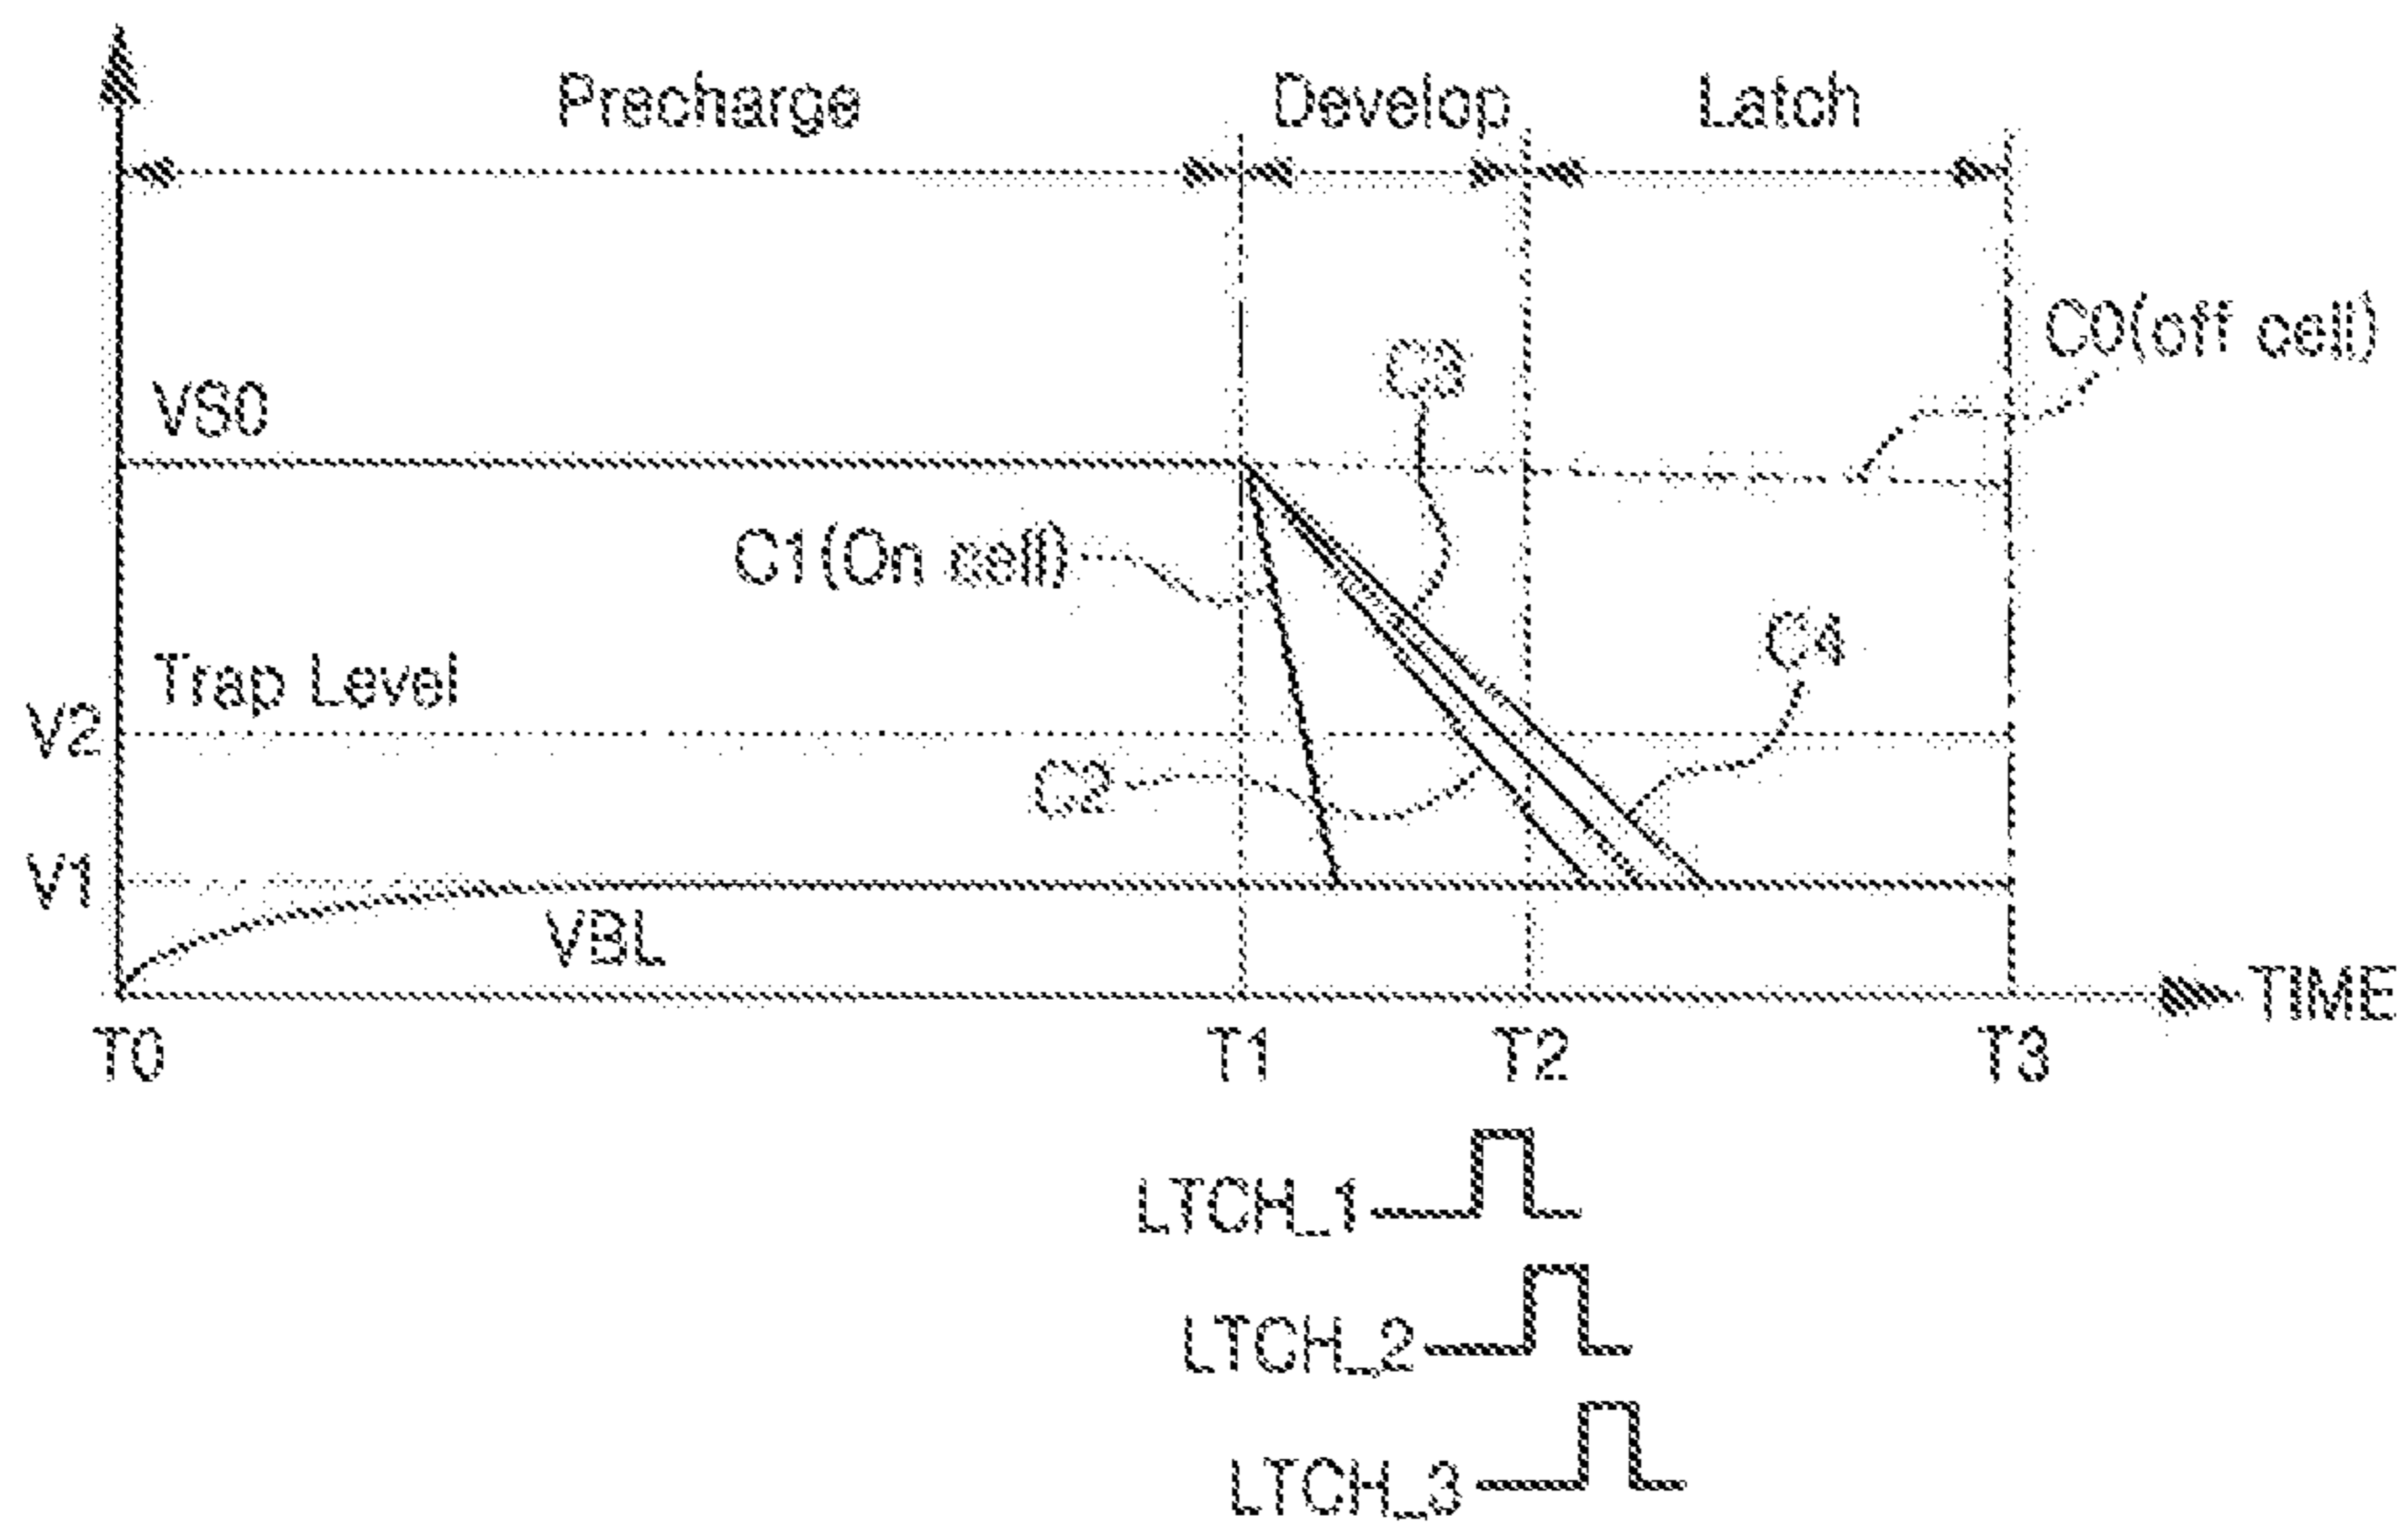 Precharge Develop Latch
C0(off cell)
C3
VS0
C1(On cell)
C4
Trap Level
V2
C2
V1
VBL
TIME
T0 T1 T2 T3
LTCH_1
LTCH_2
LTCH_3